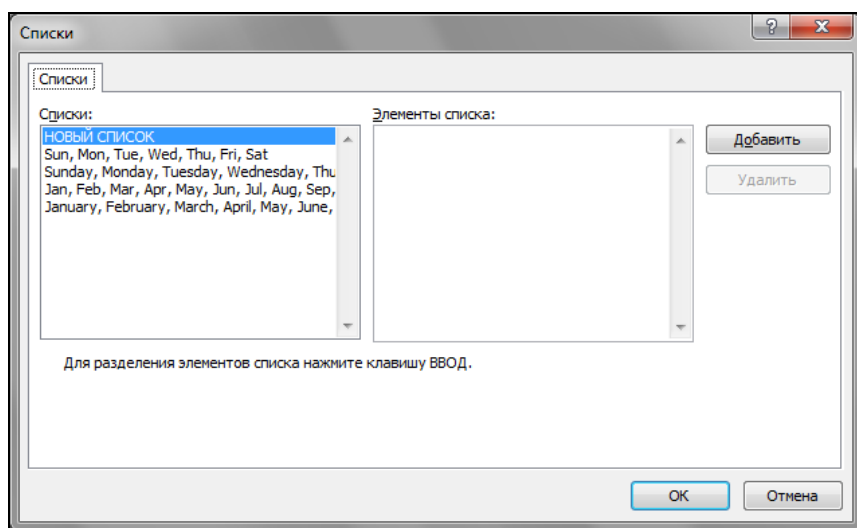 Списки
Списки
Списки:
НОВЫЙ СПИСОК
Sun, Mon, Tue, Wed, Thu, Fri, Sat
Sunday, Monday, Tuesday, Wednesday, Thu
Jan, Feb, Mar, Apr, May, Jun, Jul, Aug, Sep,
January, February, March, April, May, June,
Элементы списка:
Добавить
Удалить
Для разделения элементов списка нажмите клавишу ВВОД.
ОК
Отмена